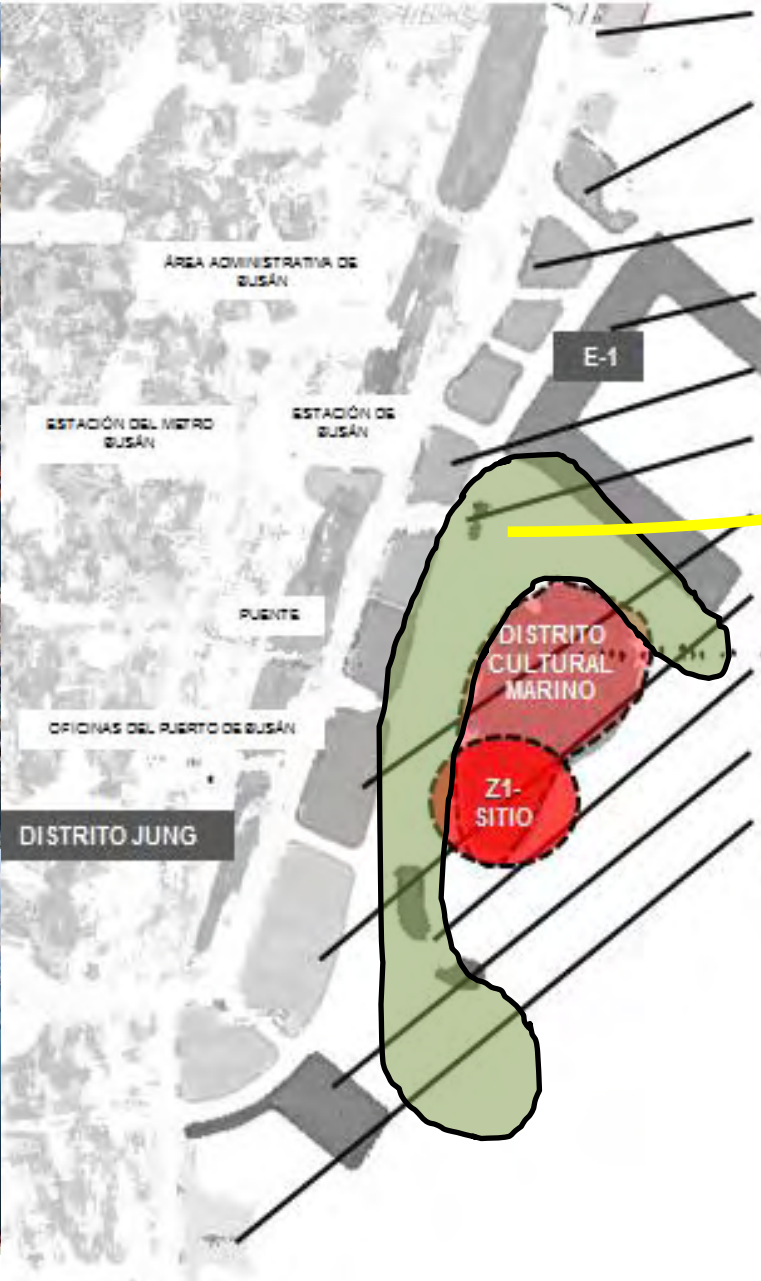 ÁREA ADMINISTRATIVA DE
BUSÁN
E-1
ESTACIÓN DEL METRO
BUSÁN
ESTACIÓN DE
BUSÁN
PUENTE
DISTRITO
CULTURAL
MARINO
OFICINAS DEL PUERTO DE BUSÁN
Z1-
SITIO
DISTRITO JUNG